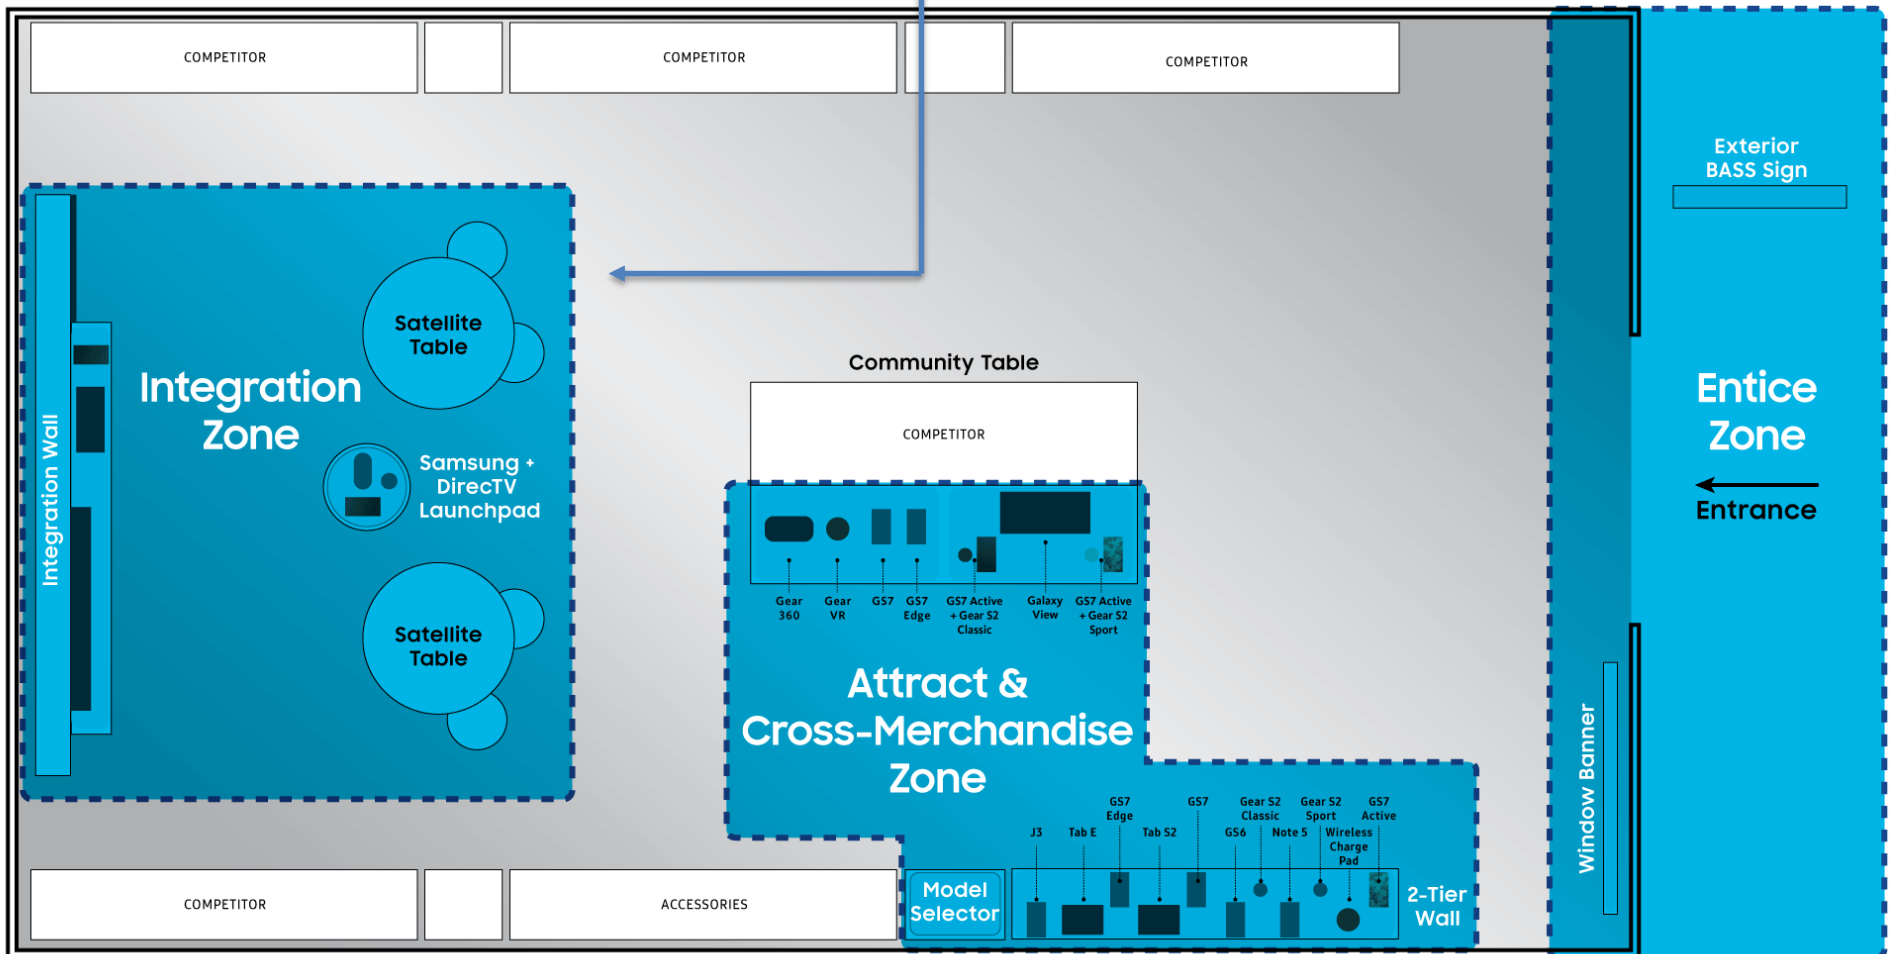 COMPETITOR
COMPETITOR
COMPETITOR
Exterior
BASS Sign
Integration Wall
Integration
Zone
Satellite
Table
Samsung +
DirecTV
Launchpad
Satellite
Table
Community Table
COMPETITOR
Gear
360
Gear
VR
GS7
GS7
Edge
GS7 Active
+ Gear S2
Classic
Galaxy
View
GS7 Active
+ Gear S2
Sport
Attract &
Cross-Merchandise
Zone
Entice
Zone
Entrance
Window Banner
J3
Tab E
GS7
Edge
Tab S2
GS7
GS6
Gear S2
Classic
Note 5
Gear S2
Sport
Wireless
Charge
Pad
GS7
Active
COMPETITOR
ACCESSORIES
Model
Selector
2-Tier
Wall